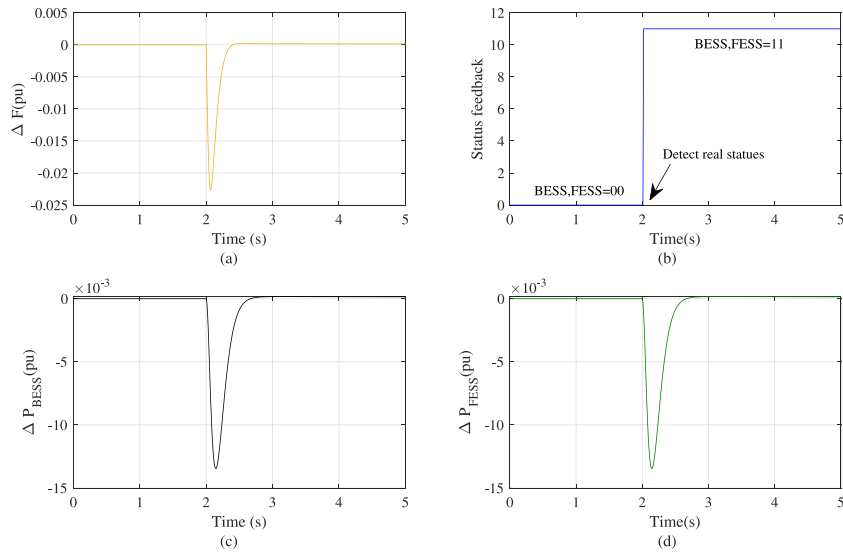 0.005
0
-0.005
-0.01
-0.015
-0.02
-0.025
Δ F(pu)
0 1 2 3 4 5
Time (s)
(a)
12
10
8
6
4
2
0
Status feedback
BESS,FESS=11
Detect real statues
BESS,FESS=00
0 1 2 3 4 5
Time(s)
(b)
×10-3
0
-5
-10
-15
Δ PBESS(pu)
0 1 2 3 4 5
Time (s)
(c)
×10-3
0
-5
-10
-15
Δ PFESS(pu)
0 1 2 3 4 5
Time(s)
(d)